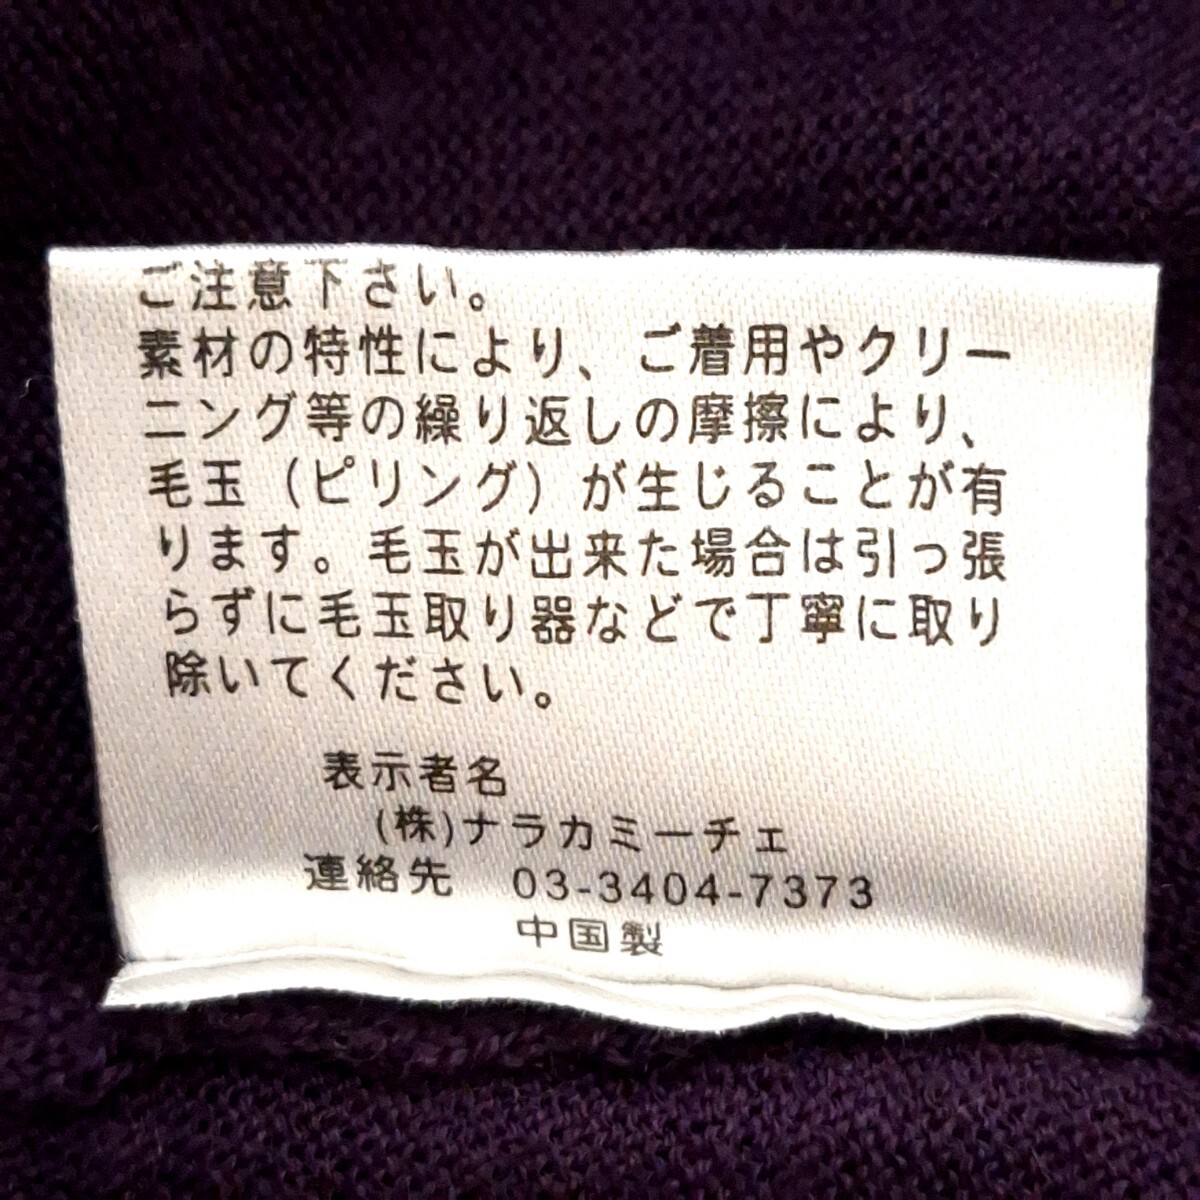 ご注意下さい。
素材の特性により、ご着用やクリー
ニング等の繰り返しの摩擦により、
毛玉（ピリング）が生じることが有
ります。毛玉が出来た場合は引っ張
らずに毛玉取り器などで丁寧に取り
除いてください。
表示者名
(株)ナラカミーチェ
連絡先　03-3404-7373
中国製